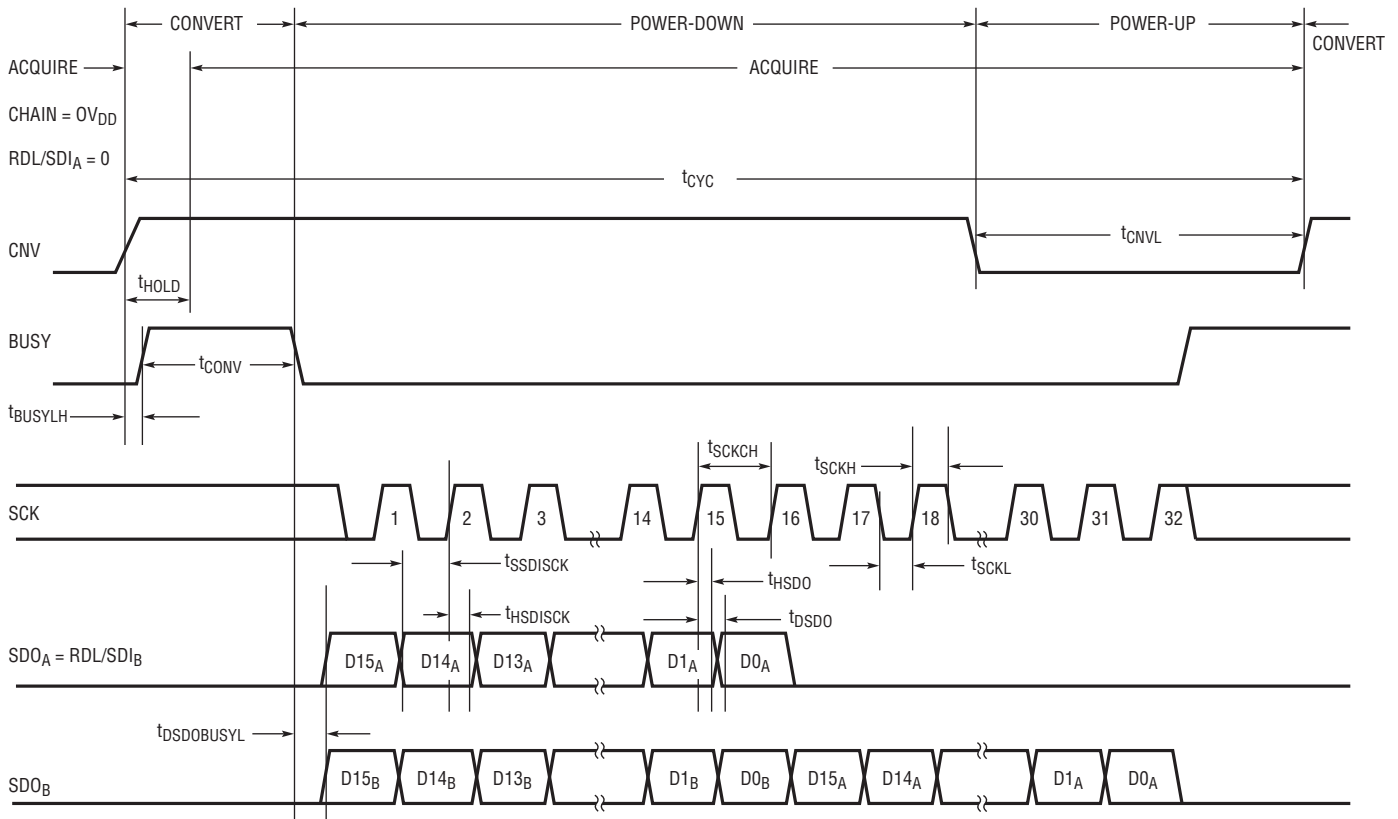 CONVERT POWER-DOWN POWER-UP
CONVERT
ACQUIRE ACQUIRE
CHAIN = OVDD
RDL/SDIA = 0
tCYC
CNV tCNVL
tHOLD
BUSY
tCONV
tBUSYLH
tSCKCH tSCKH
SCK 1 2 3 14 15 16 17 18 30 31 32
tSSDISCK tSCKL
tHSDO
tHSDISCK tDSDO
SDOA = RDL/SDIB D15A D14A D13A D1A D0A
tDSDOBUSYL
SDOB D15B D14B D13B D1B D0B D15A D14A D1A D0A